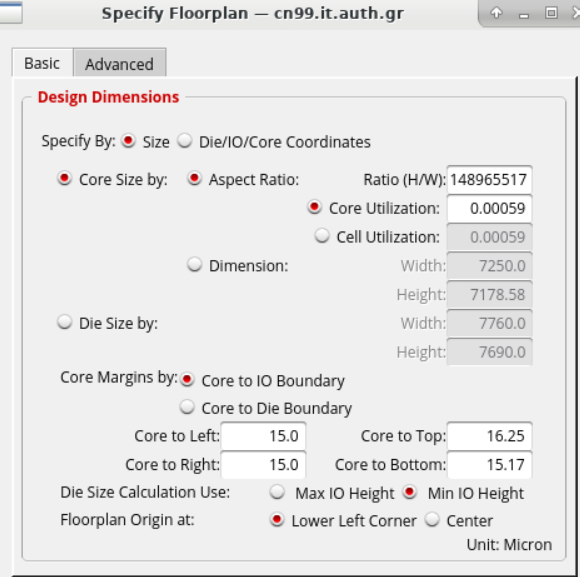 Specify Floorplan — cn99.it.auth.gr
Basic Advanced
Design Dimensions
Specify By: Size Die/IO/Core Coordinates
Core Size by: Aspect Ratio: Ratio (H/W): 148965517
Core Utilization: 0.00059
Cell Utilization: 0.00059
Dimension: Width: 7250.0
Height: 7178.58
Die Size by: Width: 7760.0
Height: 7690.0
Core Margins by: Core to IO Boundary
Core to Die Boundary
Core to Left: 15.0 Core to Top: 16.25
Core to Right: 15.0 Core to Bottom: 15.17
Die Size Calculation Use: Max IO Height Min IO Height
Floorplan Origin at: Lower Left Corner Center
Unit: Micron